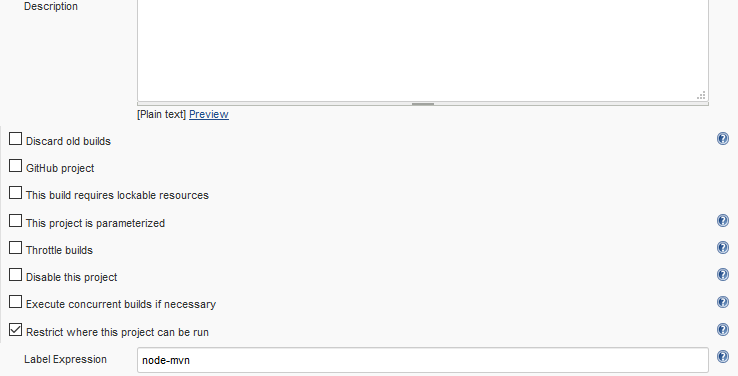 Description
[Plain text] Preview
Discard old builds
GitHub project
This build requires lockable resources
This project is parameterized
Throttle builds
Disable this project
Execute concurrent builds if necessary
Restrict where this project can be run
Label Expression node-mvn